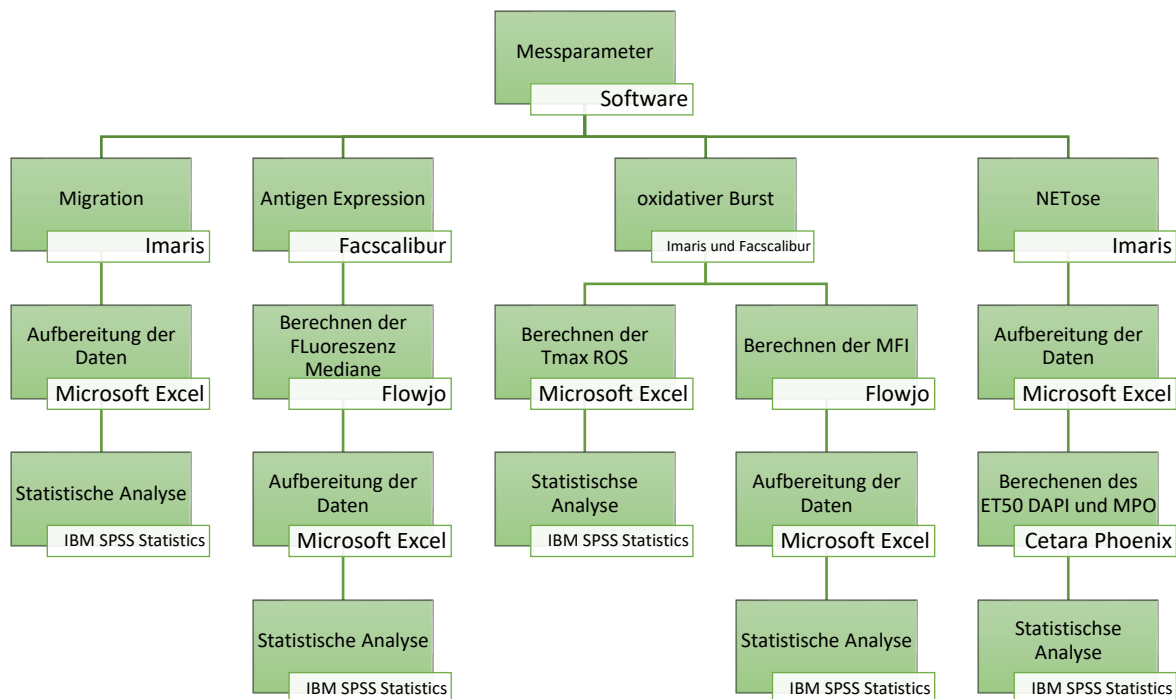 Messparameter
Software
Migration
Imaris
Antigen Expression
Facscalibur
oxidativer Burst
Imaris und Facscalibur
NETose
Imaris
Aufbereitung der
Daten
Microsoft Excel
Berechnen der
FLuoreszenz
Mediane
Flowjo
Berechnen der
Tmax ROS
Microsoft Excel
Berechnen der MFI
Flowjo
Aufbereitung der
Daten
Microsoft Excel
Statistische Analyse
IBM SPSS Statistics
Aufbereitung der
Daten
Microsoft Excel
Statistischse
Analyse
IBM SPSS Statistics
Aufbereitung der
Daten
Microsoft Excel
Berechenen des
ET50 DAPI und MPO
Cetara Phoenix
Statistische Analyse
IBM SPSS Statistics
Statistische Analyse
IBM SPSS Statistics
Statistischse
Analyse
IBM SPSS Statistics